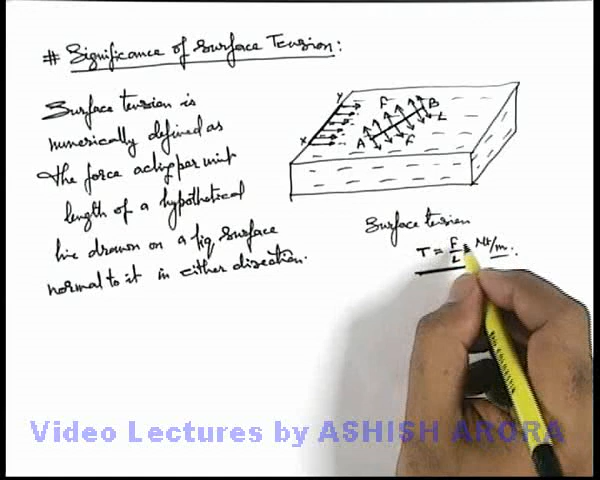 # Significance of Surface Tension:
Surface tension is
numerically defined as
the force acting per unit
length of a hypothetical
line drawn on a liq. surface
normal to it in either direction.
Y
X
F
B
L
A
F
Surface tension
T = F/L Nt/m.
Video Lectures by ASHISH ARORA